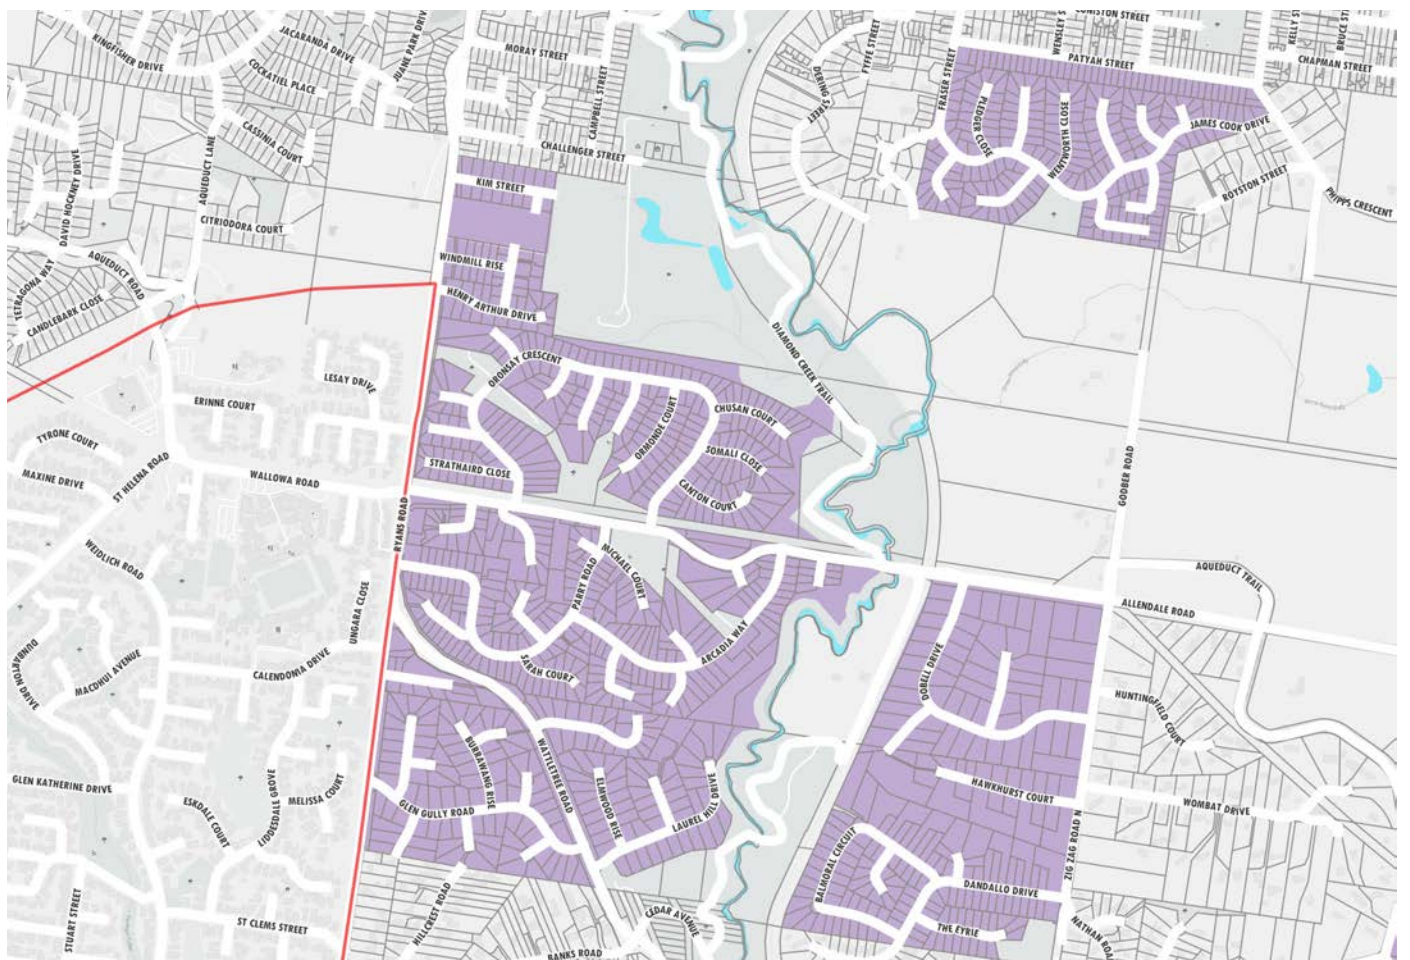 CONISTON STREET
KINGFISHER DRIVE
JACARANDA DRIVE
JUANE PARK DRIVE
MORAY STREET
FYFFE STREET
WENSLEY S
KELLY ST
BRUCE ST
PATYAH STREET
CHAPMAN STREET
COCKATIEL PLACE
CAMPBELL STREET
DERING STREET
FRASER STREET
CASSINIA COURT
PLEDGER CLOSE
WENTWORTH CLOSE
JAMES COOK DRIVE
CHALLENGER STREET
AQUEDUCT LANE
DAVID HOCKNEY DRIVE
KIM STREET
ROYSTON STREET
PHIPPS CRESCENT
CITRIODORA COURT
AQUEDUCT ROAD
TETRAGONA WAY
WINDMILL RISE
CANDLEBARK CLOSE
HENRY ARTHUR DRIVE
DIAMOND CREEK TRAIL
LESAY DRIVE
ORONSAY CRESCENT
ERINNE COURT
CHUSAN COURT
ORMONDE COURT
TYRONE COURT
SOMALI CLOSE
STRATHAIRD CLOSE
MAXINE DRIVE
ST HELENA ROAD
WALLOWA ROAD
CANTON COURT
GODBER ROAD
RYANS ROAD
WEIDLICH ROAD
MICHAEL COURT
PARRY ROAD
AQUEDUCT TRAIL
UNGARA CLOSE
ALLENDALE ROAD
ARCADIA WAY
MACDHUI AVENUE
CALENDONIA DRIVE
SARAH COURT
DOBELL DRIVE
HUNTINGFIELD COURT
GLEN KATHERINE DRIVE
BURRAWANG RISE
WATTLETREE ROAD
MELISSA COURT
ESKDALE COURT
LIDDESDALE GROVE
GLEN GULLY ROAD
ELMWOOD RISE
LAUREL HILL DRIVE
HAWKHURST COURT
WOMBAT DRIVE
ZIG ZAG ROAD N
BALMORAL CIRCUIT
DANDALLO DRIVE
STUART STREET
ST CLEMS STREET
HILLCREST ROAD
CEDAR AVENUE
THE EYRIE
NATHAN ROAD
BANKS ROAD